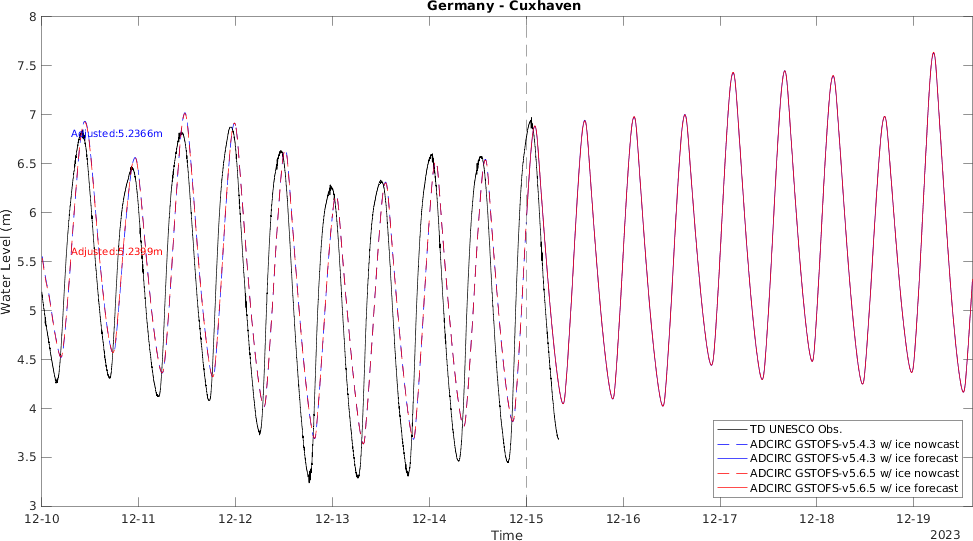 Germany - Cuxhaven
8
7.5
7
6.5
6
5.5
5
4.5
4
3.5
3
Water Level (m)
Adjusted:5.2366m
Adjusted:5.2399m
TD UNESCO Obs.
ADCIRC GSTOFS-v5.4.3 w/ ice nowcast
ADCIRC GSTOFS-v5.4.3 w/ ice forecast
ADCIRC GSTOFS-v5.6.5 w/ ice nowcast
ADCIRC GSTOFS-v5.6.5 w/ ice forecast
12-10 12-11 12-12 12-13 12-14 12-15 12-16 12-17 12-18 12-19
Time
2023